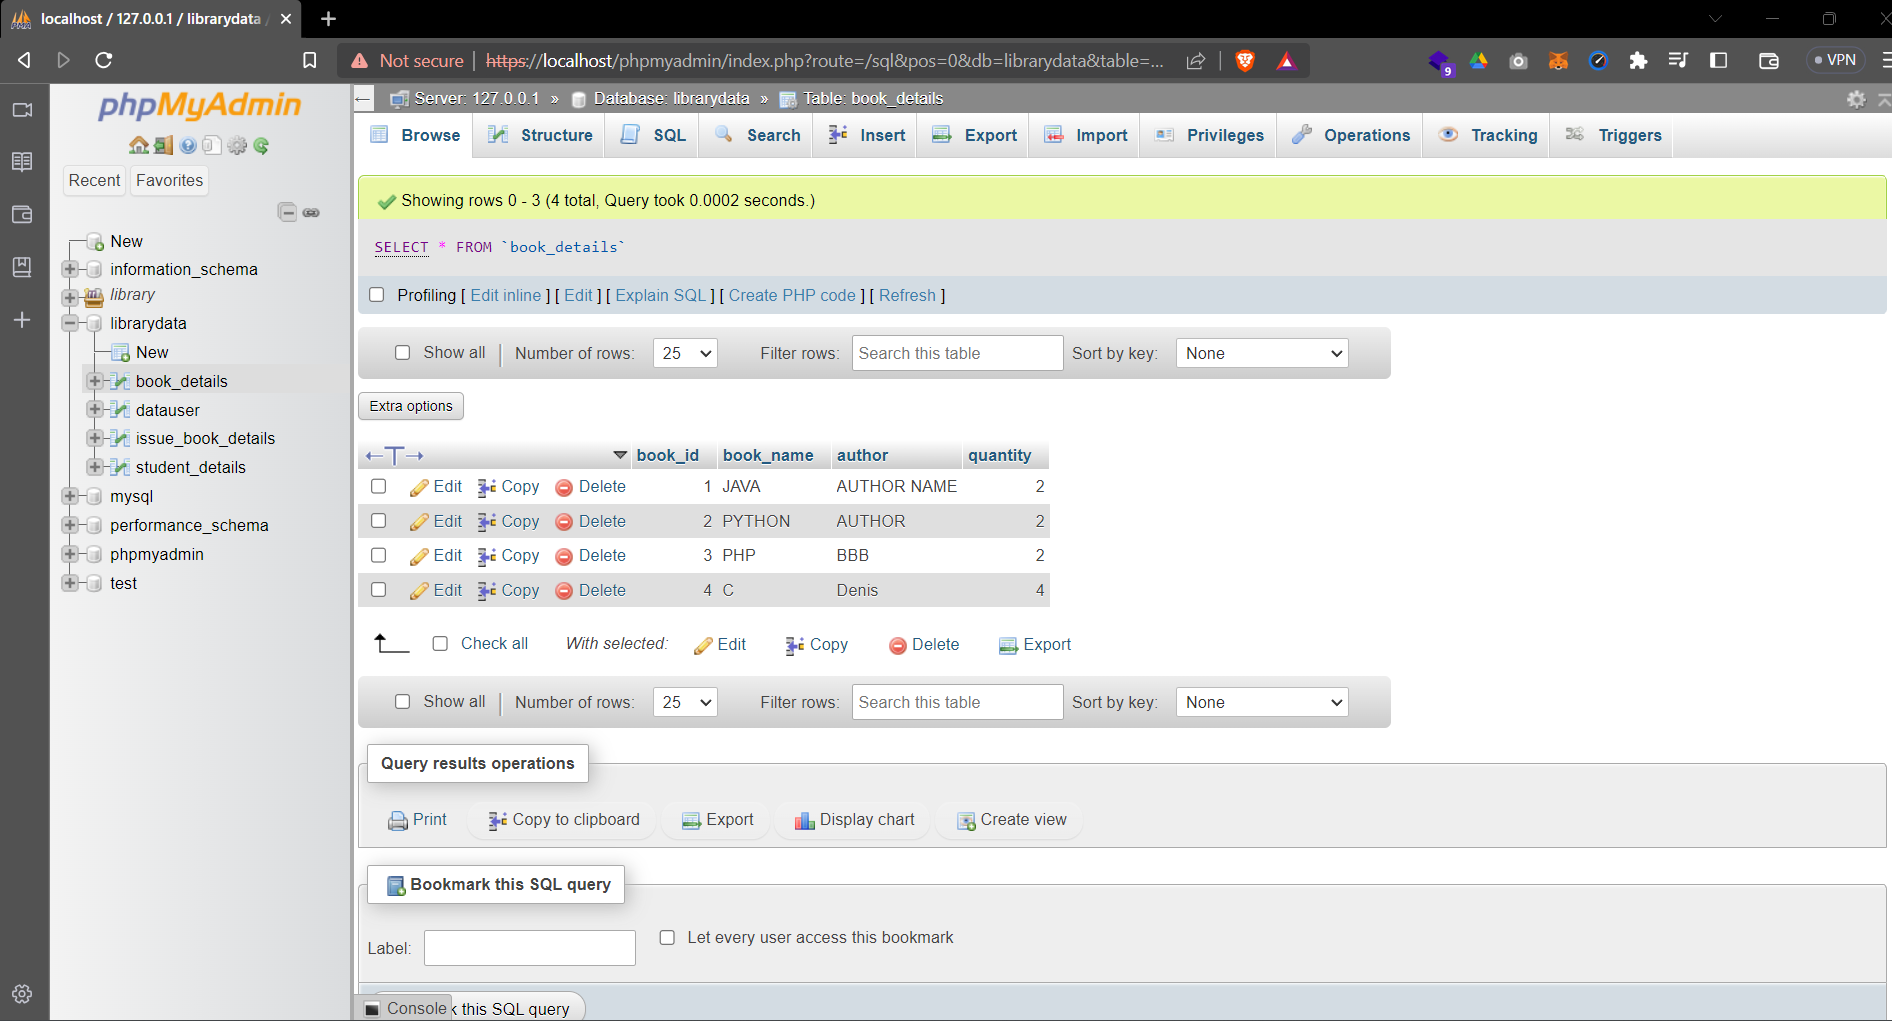 localhost / 127.0.0.1 / librarydata /
Not secure https://localhost/phpmyadmin/index.php?route=/sql&pos=0&db=librarydata&table=...
9
VPN
phpMyAdmin
Recent Favorites
New
information_schema
library
librarydata
New
book_details
datauser
issue_book_details
student_details
mysql
performance_schema
phpmyadmin
test
Server: 127.0.0.1 » Database: librarydata » Table: book_details
Browse Structure SQL Search Insert Export Import Privileges Operations Tracking Triggers
Showing rows 0 - 3 (4 total, Query took 0.0002 seconds.)
SELECT * FROM `book_details`
Profiling [ Edit inline ] [ Edit ] [ Explain SQL ] [ Create PHP code ] [ Refresh ]
Show all | Number of rows: 25 Filter rows: Search this table Sort by key: None
Extra options
←T→ book_id book_name author quantity
Edit Copy Delete 1 JAVA AUTHOR NAME 2
Edit Copy Delete 2 PYTHON AUTHOR 2
Edit Copy Delete 3 PHP BBB 2
Edit Copy Delete 4 C Denis 4
Check all With selected: Edit Copy Delete Export
Show all | Number of rows: 25 Filter rows: Search this table Sort by key: None
Query results operations
Print Copy to clipboard Export Display chart Create view
Bookmark this SQL query
Label: Let every user access this bookmark
Console k this SQL query